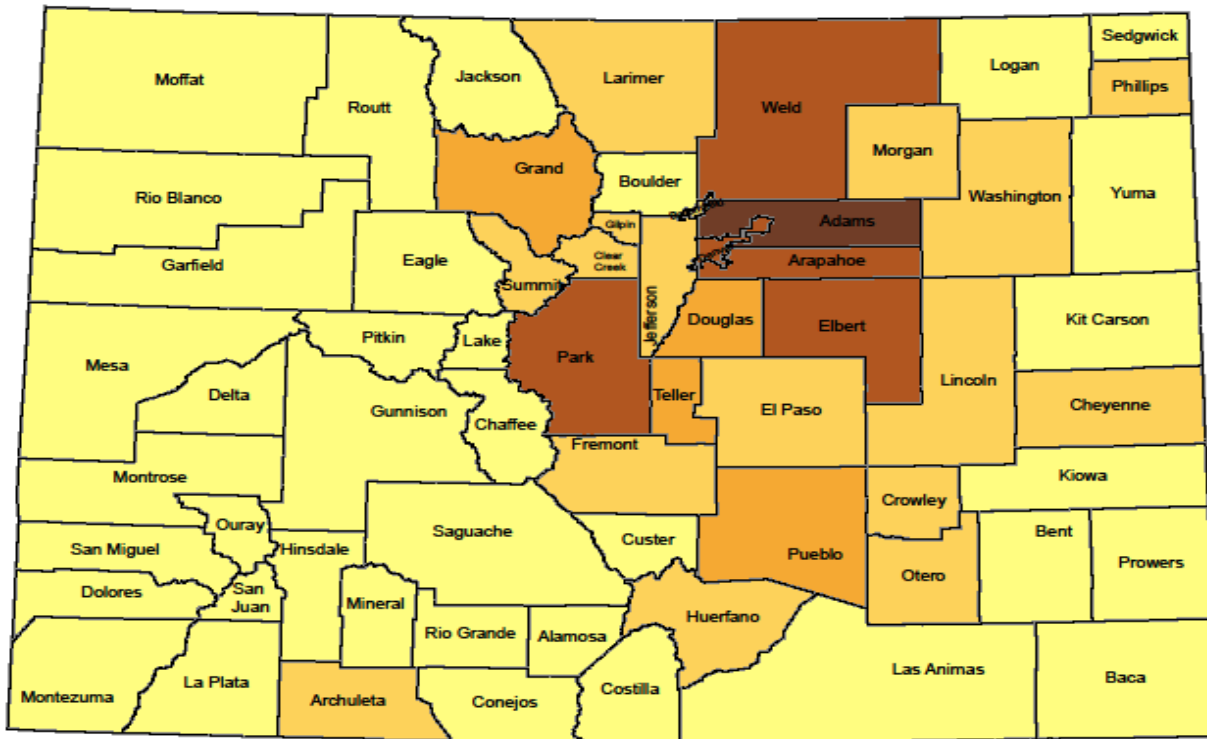 Sedgwick
Moffat
Jackson
Larimer
Logan
Phillips
Routt
Weld
Grand
Morgan
Boulder
Washington
Yuma
Rio Blanco
Gilpin
Adams
Garfield
Eagle
Clear
Creek
Denver
Arapahoe
Summit
Jefferson
Douglas
Elbert
Kit Carson
Pitkin
Lake
Mesa
Park
Lincoln
Delta
Teller
Gunnison
El Paso
Cheyenne
Chaffee
Fremont
Montrose
Kiowa
Crowley
Ouray
Saguache
Custer
Bent
San Miguel
Hinsdale
Pueblo
Prowers
Otero
Dolores
San
Juan
Mineral
Huerfano
Rio Grande
Alamosa
Las Animas
La Plata
Costilla
Baca
Montezuma
Archuleta
Conejos